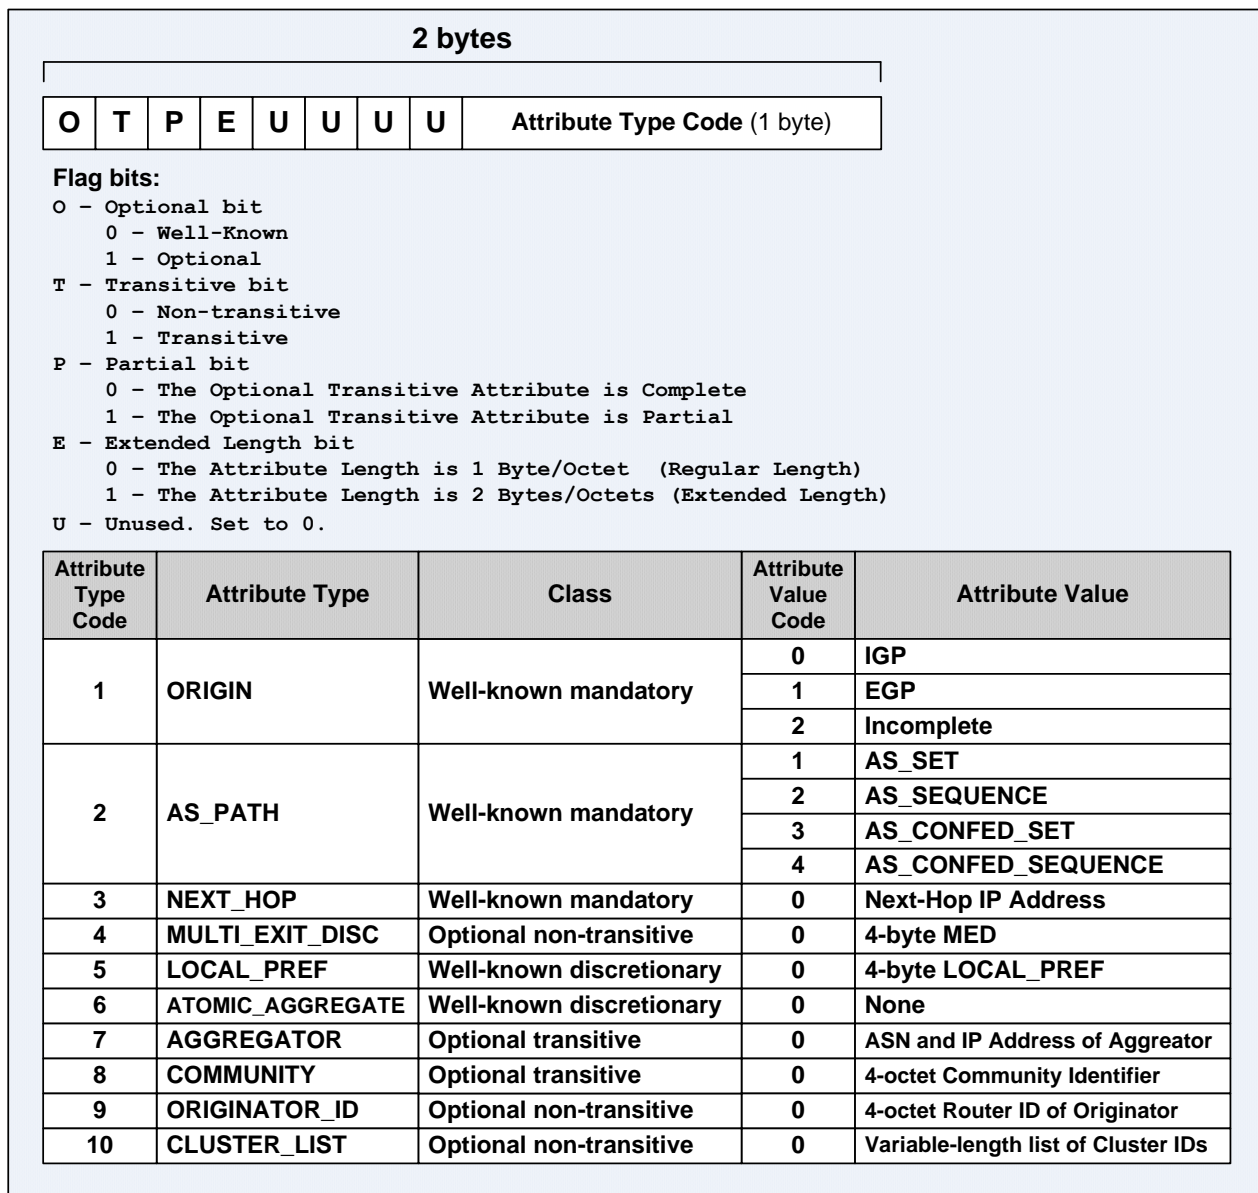 2 bytes
O T P E U U U U Attribute Type Code (1 byte)
Flag bits:
O – Optional bit
0 – Well-Known
1 – Optional
T – Transitive bit
0 – Non-transitive
1 - Transitive
P – Partial bit
0 – The Optional Transitive Attribute is Complete
1 – The Optional Transitive Attribute is Partial
E – Extended Length bit
0 – The Attribute Length is 1 Byte/Octet (Regular Length)
1 – The Attribute Length is 2 Bytes/Octets (Extended Length)
U – Unused. Set to 0.
Attribute Type Code Attribute Type Class Attribute Value Code Attribute Value
1 ORIGIN Well-known mandatory 0 IGP
1 EGP
2 Incomplete
2 AS_PATH Well-known mandatory 1 AS_SET
2 AS_SEQUENCE
3 AS_CONFED_SET
4 AS_CONFED_SEQUENCE
3 NEXT_HOP Well-known mandatory 0 Next-Hop IP Address
4 MULTI_EXIT_DISC Optional non-transitive 0 4-byte MED
5 LOCAL_PREF Well-known discretionary 0 4-byte LOCAL_PREF
6 ATOMIC_AGGREGATE Well-known discretionary 0 None
7 AGGREGATOR Optional transitive 0 ASN and IP Address of Aggreator
8 COMMUNITY Optional transitive 0 4-octet Community Identifier
9 ORIGINATOR_ID Optional non-transitive 0 4-octet Router ID of Originator
10 CLUSTER_LIST Optional non-transitive 0 Variable-length list of Cluster IDs